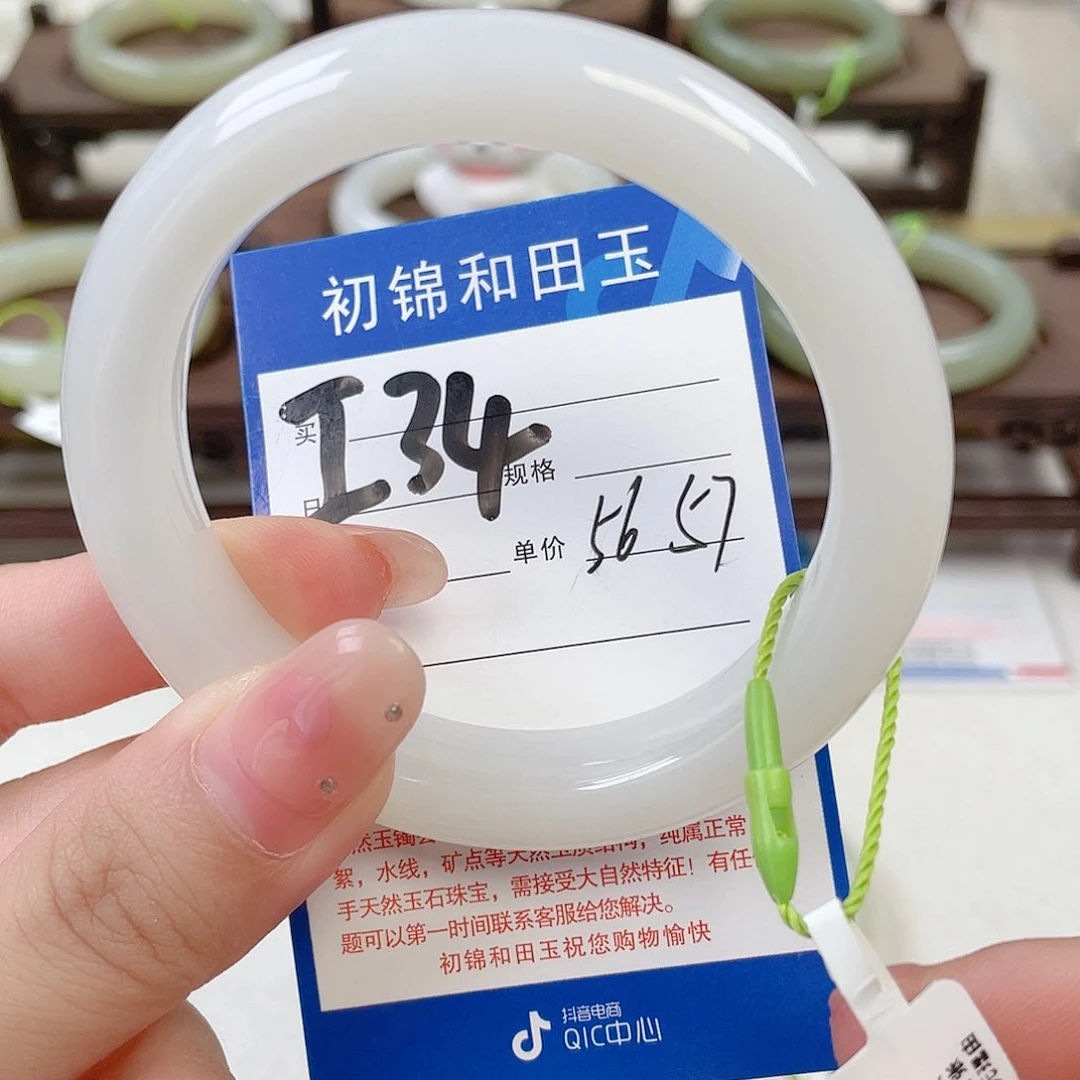 初锦和田玉
买
I34
规格
日
单价 56 57
然玉镯
絮，水线，矿点等天然玉质结构，纯属正常
手天然玉石珠宝，需接受大自然特征！有任
题可以第一时间联系客服给您解决。
初锦和田玉祝您购物愉快
抖音电商
QIC中心